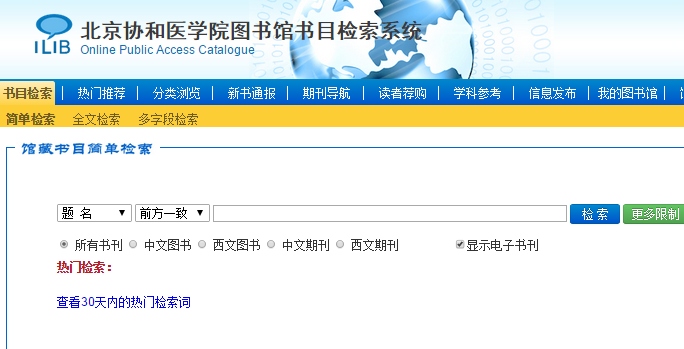 北京协和医学院图书馆书目检索系统
ILIB
Online Public Access Catalogue
书目检索 热门推荐 分类浏览 新书通报 期刊导航 读者荐购 学科参考 信息发布 我的图书馆
简单检索 全文检索 多字段检索
馆藏书目简单检索
题 名 前方一致 检 索 更多限制
所有书刊 中文图书 西文图书 中文期刊 西文期刊 显示电子书刊
热门检索：
查看30天内的热门检索词